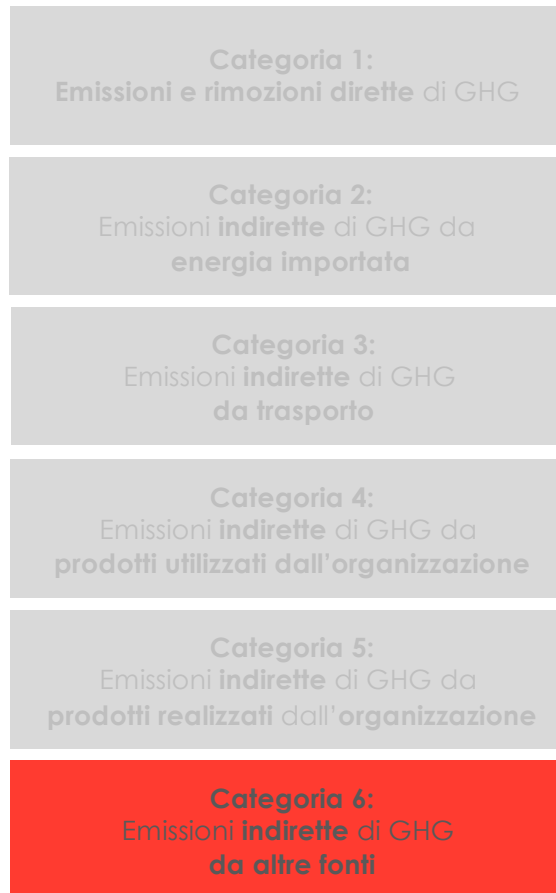 Categoria 1:
Emissioni e rimozioni dirette di GHG
Categoria 2:
Emissioni indirette di GHG da
energia importata
Categoria 3:
Emissioni indirette di GHG
da trasporto
Categoria 4:
Emissioni indirette di GHG da
prodotti utilizzati dall’organizzazione
Categoria 5:
Emissioni indirette di GHG da
prodotti realizzati dall’organizzazione
Categoria 6:
Emissioni indirette di GHG
da altre fonti